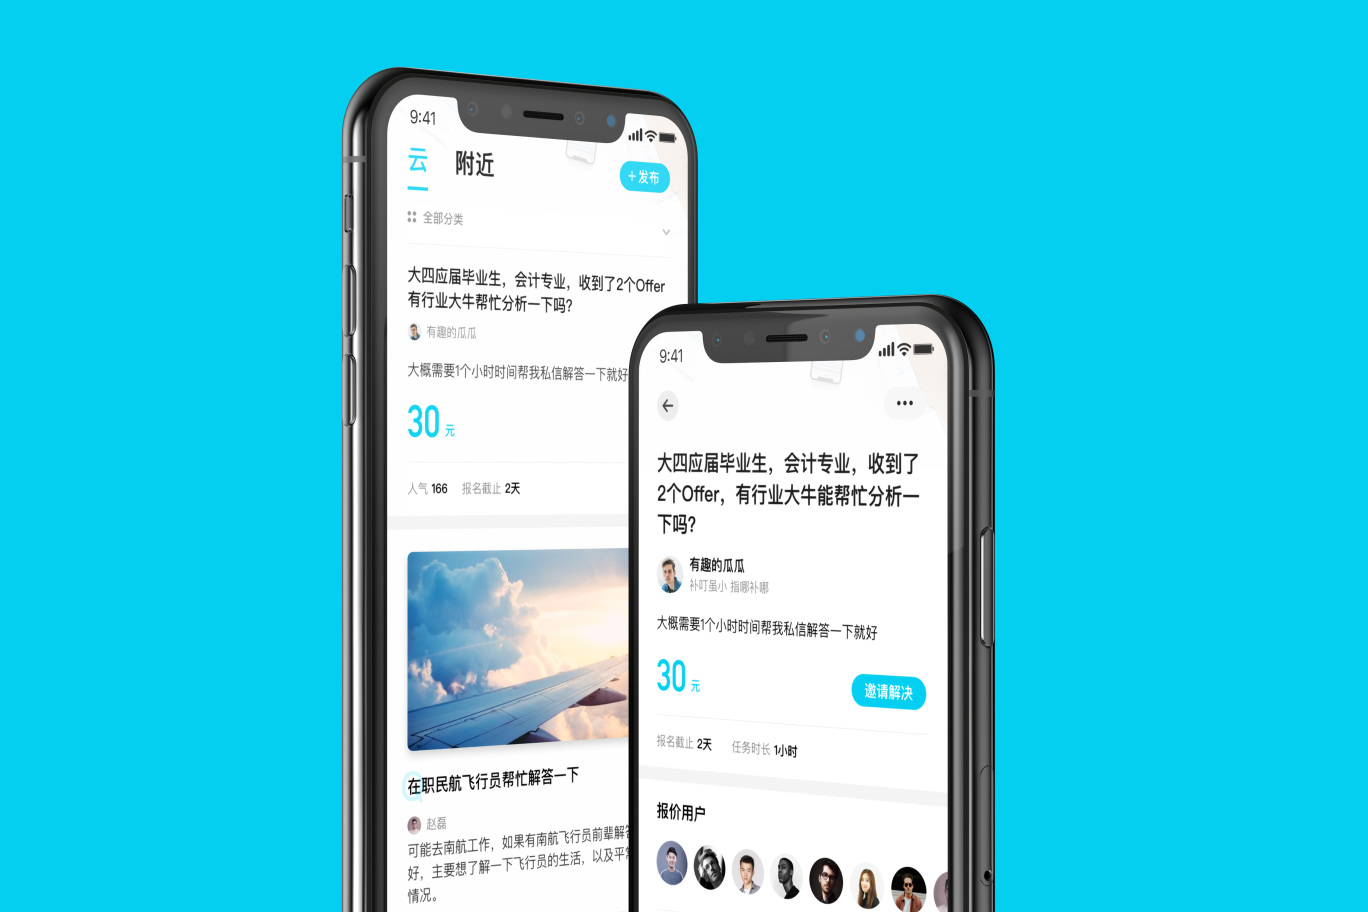 9:41
云 附近
+发布
全部分类
大四应届毕业生，会计专业，收到了2个Offer
有行业大牛帮忙分析一下吗?
有趣的瓜瓜
大概需要1个小时时间帮我私信解答一下就好
30 元
人气 166 报名截止 2天
在职民航飞行员帮忙解答一下
赵磊
可能去南航工作，如果有南航飞行员前辈解答
好，主要想了解一下飞行员的生活，以及平常
情况。
9:41
大四应届毕业生，会计专业，收到了
2个Offer，有行业大牛能帮忙分析一
下吗?
有趣的瓜瓜
补叮虽小 指哪补哪
大概需要1个小时时间帮我私信解答一下就好
30 元
邀请解决
报名截止 2天 任务时长 1小时
报价用户